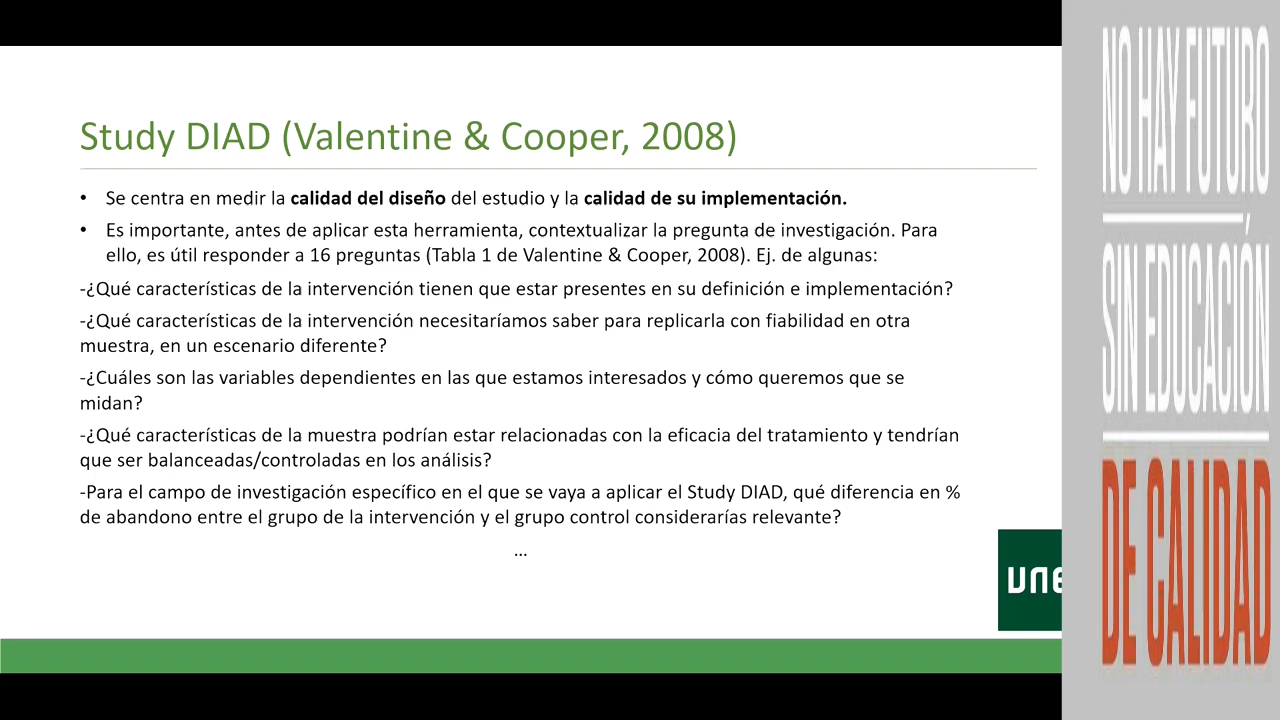 Study DIAD (Valentine & Cooper, 2008)
• Se centra en medir la calidad del diseño del estudio y la calidad de su implementación.
• Es importante, antes de aplicar esta herramienta, contextualizar la pregunta de investigación. Para
ello, es útil responder a 16 preguntas (Tabla 1 de Valentine & Cooper, 2008). Ej. de algunas:
-¿Qué características de la intervención tienen que estar presentes en su definición e implementación?
-¿Qué características de la intervención necesitaríamos saber para replicarla con fiabilidad en otra
muestra, en un escenario diferente?
-¿Cuáles son las variables dependientes en las que estamos interesados y cómo queremos que se
midan?
-¿Qué características de la muestra podrían estar relacionadas con la eficacia del tratamiento y tendrían
que ser balanceadas/controladas en los análisis?
-Para el campo de investigación específico en el que se vaya a aplicar el Study DIAD, qué diferencia en %
de abandono entre el grupo de la intervención y el grupo control considerarías relevante?
...
UNE
NO HAY FUTURO
SIN EDUCACIÓN
DE CALIDAD